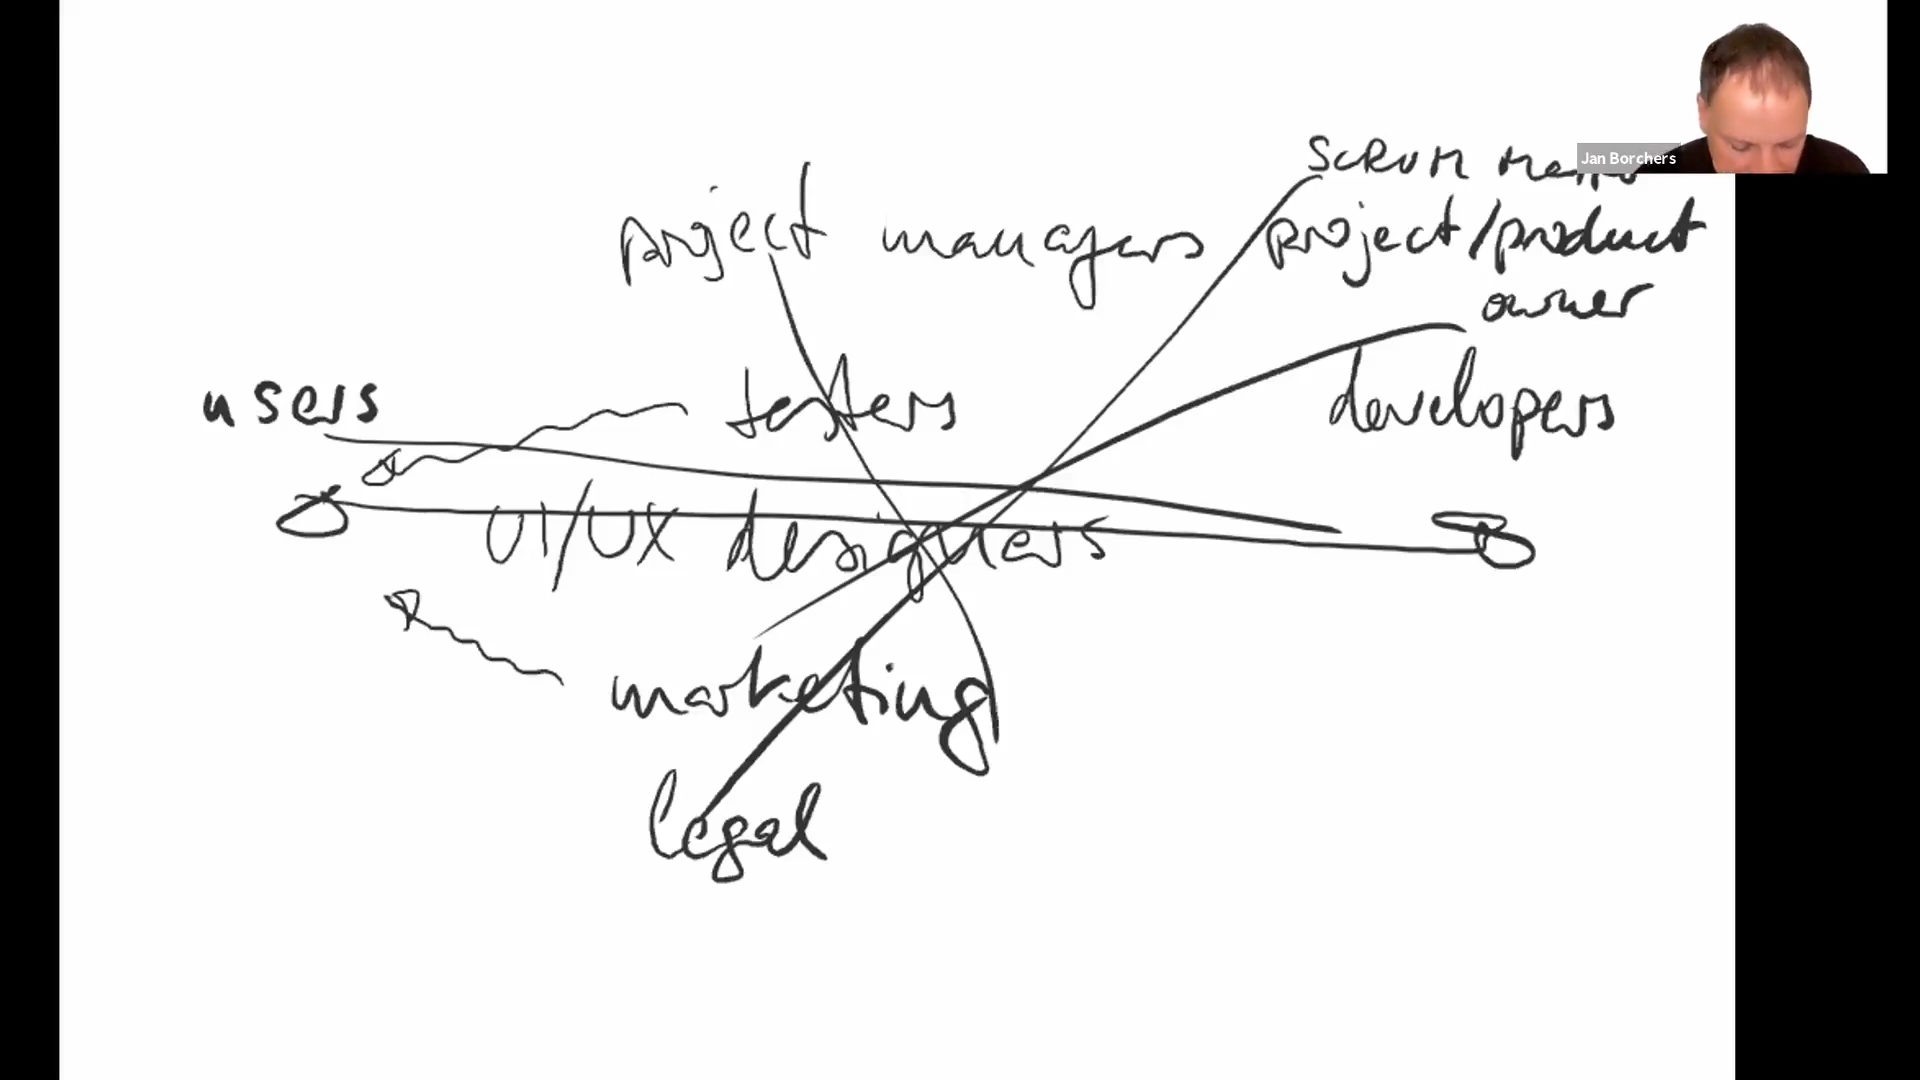 SCRUM
Jan Borchers
project managers
project/product
owner
users
testers
developers
UI/UX designers
marketing
legal